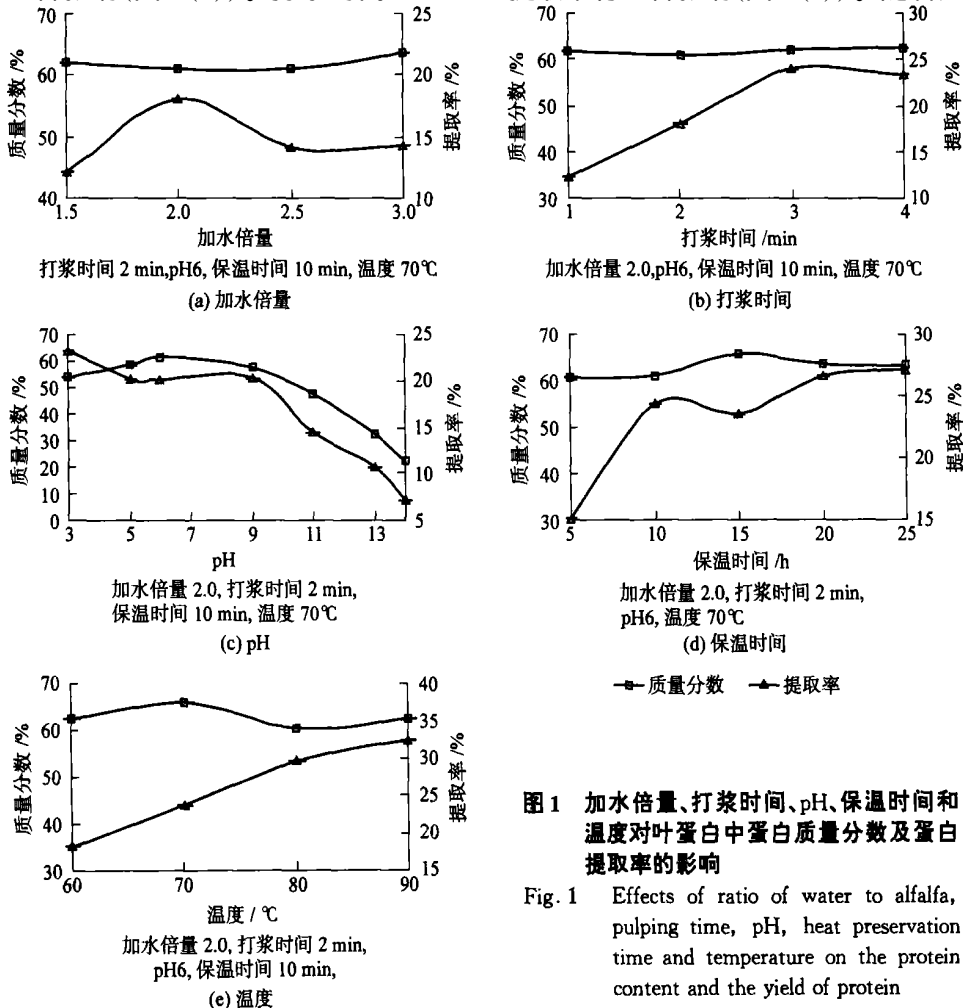 70
60
50
40
25
20
15
10
质量分数 /%
提取率 /%
1.5 2.0 2.5 3.0
加水倍量
打浆时间 2 min,pH6, 保温时间 10 min, 温度 70℃
(a) 加水倍量
70
60
50
40
30
30
25
20
15
10
质量分数 /%
提取率 /%
1 2 3 4
打浆时间 /min
加水倍量 2.0,pH6, 保温时间 10 min, 温度 70℃
(b) 打浆时间
70
60
50
40
30
20
10
0
25
20
15
10
5
质量分数 /%
提取率 /%
3 5 7 9 11 13
pH
加水倍量 2.0, 打浆时间 2 min,
保温时间 10 min, 温度 70℃
(c) pH
70
60
50
40
30
30
25
20
15
质量分数 /%
提取率 /%
5 10 15 20 25
保温时间 /h
加水倍量 2.0, 打浆时间 2 min,
pH6, 温度 70℃
(d) 保温时间
质量分数 提取率
70
60
50
40
30
40
35
30
25
20
15
质量分数 /%
提取率 /%
60 70 80 90
温度 / ℃
加水倍量 2.0, 打浆时间 2 min,
pH6, 保温时间 10 min,
(e) 温度
图 1 加水倍量、打浆时间、pH、保温时间和
温度对叶蛋白中蛋白质量分数及蛋白
提取率的影响
Fig. 1 Effects of ratio of water to alfalfa,
pulping time, pH, heat preservation
time and temperature on the protein
content and the yield of protein